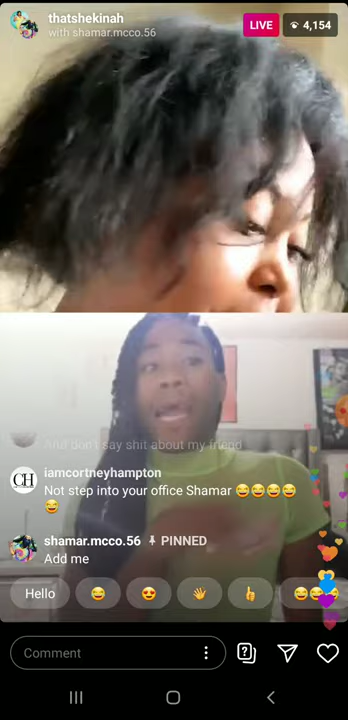 thatshekinah
LIVE
4,154
with shamar.mcco.56
And don't say shit about my friend
CH
iamcortneyhampton
Not step into your office Shamar 😂😂😂😂
😂
shamar.mcco.56 PINNED
Add me
Hello
Comment